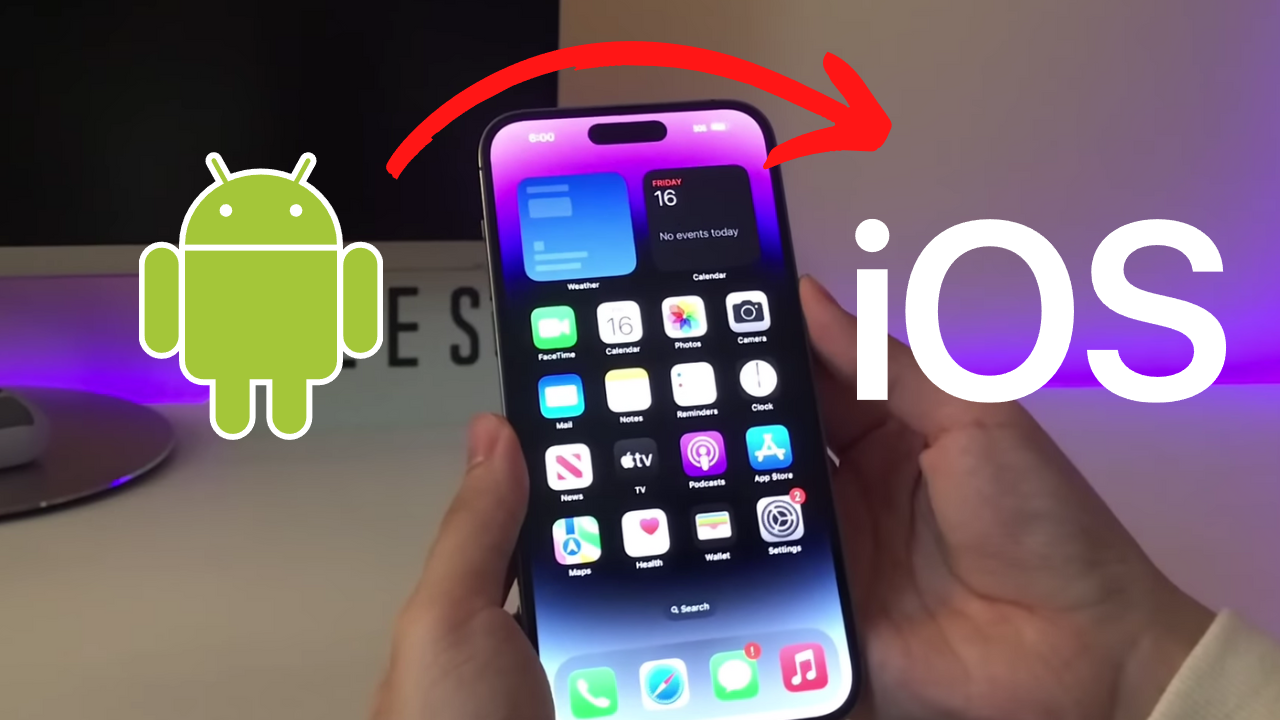 6:00
FRIDAY
16
No events today
Weather
Calendar
iOS
E S
16
FaceTime
Calendar
Photos
Camera
Mail
Notes
Reminders
Clock
tv
News
TV
Podcasts
App Store
2
Maps
Health
Wallet
Settings
Search
!